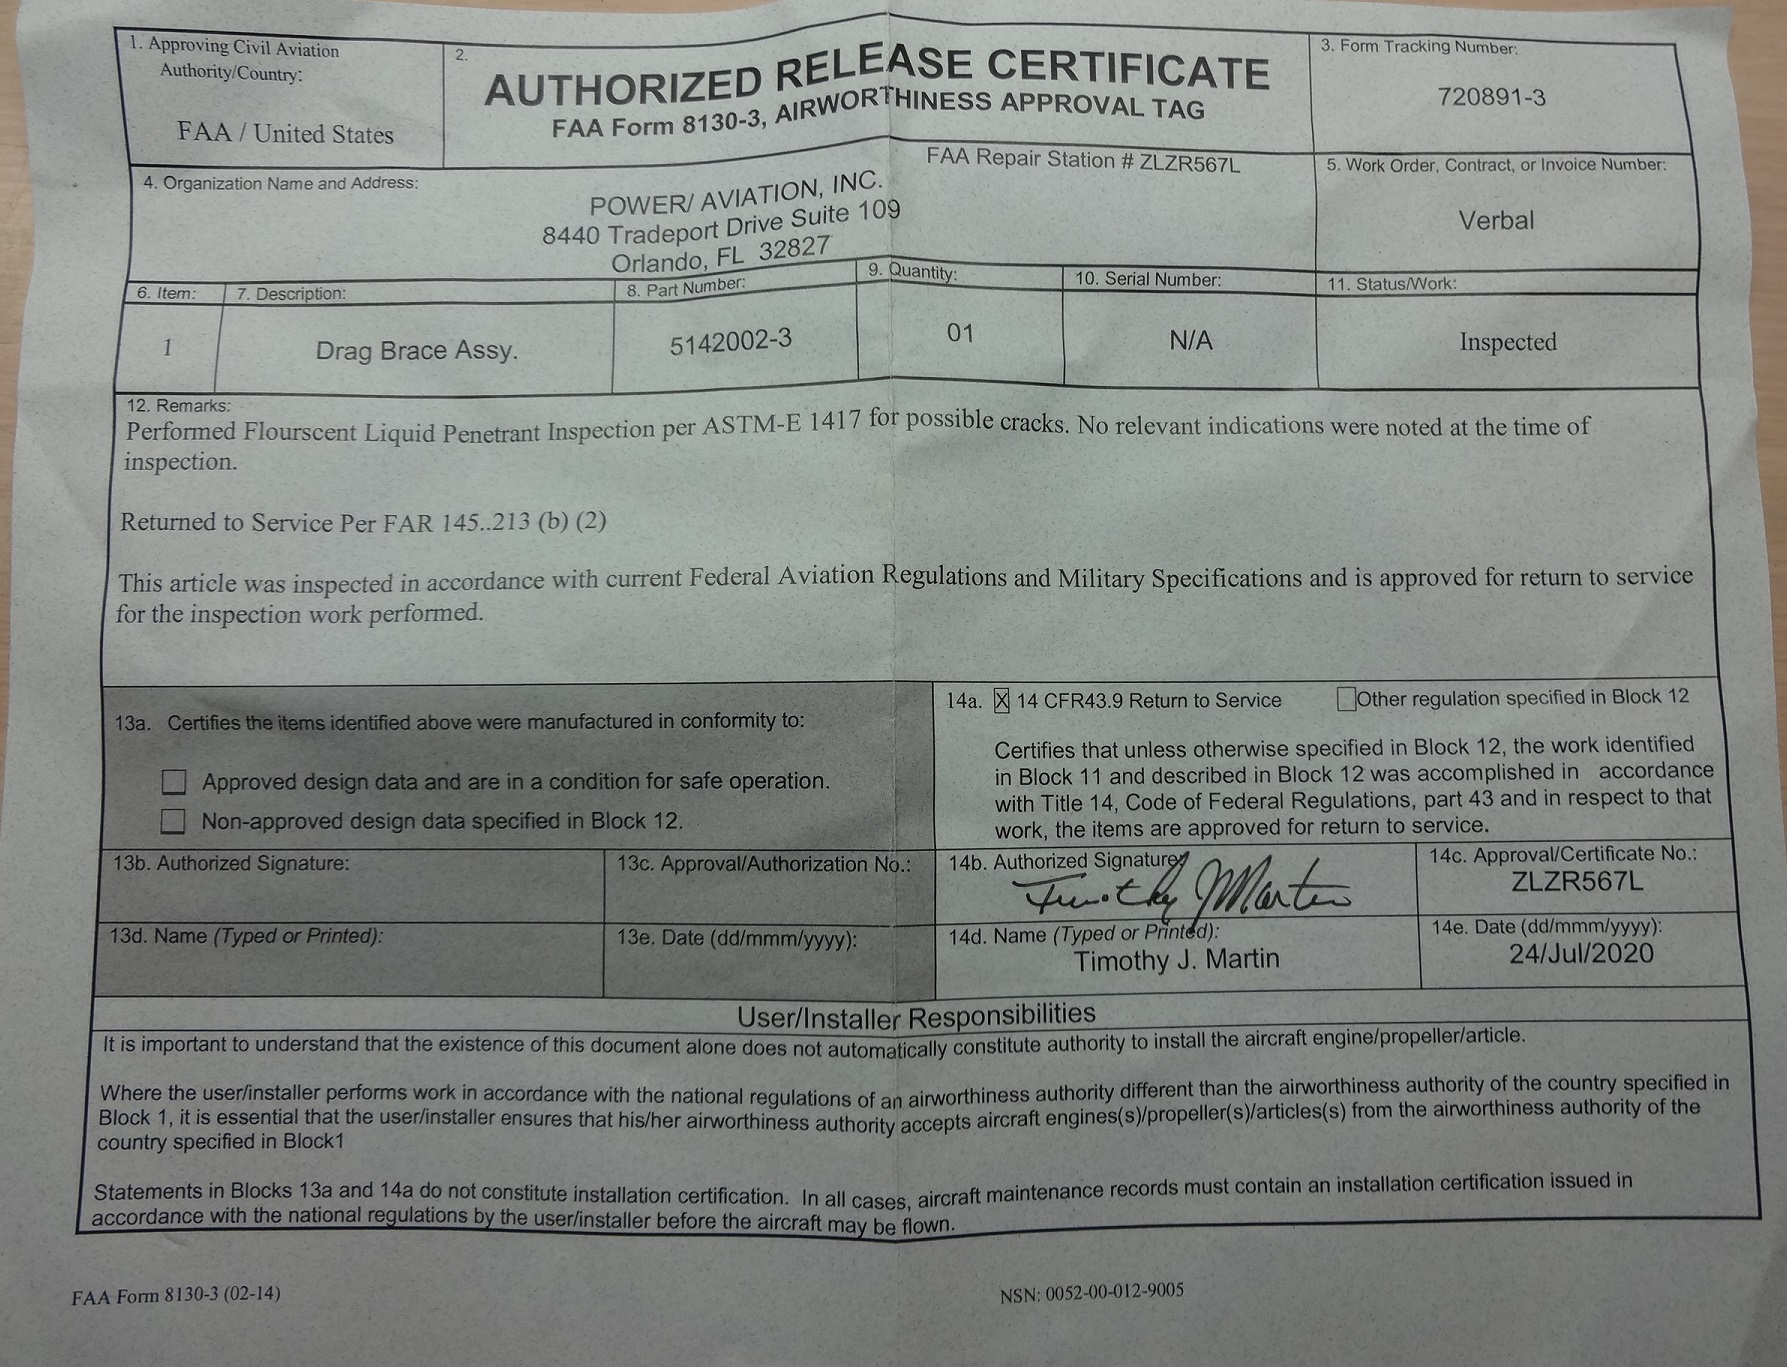 1. Approving Civil Aviation
Authority/Country:
FAA / United States
2.
AUTHORIZED RELEASE CERTIFICATE
FAA Form 8130-3, AIRWORTHINESS APPROVAL TAG
3. Form Tracking Number:
720891-3
4. Organization Name and Address:
FAA Repair Station # ZLZR567L
POWER/ AVIATION, INC.
8440 Tradeport Drive Suite 109
Orlando, FL 32827
5. Work Order, Contract, or Invoice Number:
Verbal
6. Item:
7. Description:
8. Part Number:
9. Quantity:
10. Serial Number:
11. Status/Work:
1
Drag Brace Assy.
5142002-3
01
N/A
Inspected
12. Remarks:
Performed Flourscent Liquid Penetrant Inspection per ASTM-E 1417 for possible cracks. No relevant indications were noted at the time of
inspection.
Returned to Service Per FAR 145..213 (b) (2)
This article was inspected in accordance with current Federal Aviation Regulations and Military Specifications and is approved for return to service
for the inspection work performed.
13a. Certifies the items identified above were manufactured in conformity to:
Approved design data and are in a condition for safe operation.
Non-approved design data specified in Block 12.
14a. X 14 CFR43.9 Return to Service
Other regulation specified in Block 12
Certifies that unless otherwise specified in Block 12, the work identified
in Block 11 and described in Block 12 was accomplished in accordance
with Title 14, Code of Federal Regulations, part 43 and in respect to that
work, the items are approved for return to service.
13b. Authorized Signature:
13c. Approval/Authorization No.:
14b. Authorized Signature
Timothy J Martin
14c. Approval/Certificate No.:
ZLZR567L
13d. Name (Typed or Printed):
13e. Date (dd/mmm/yyyy):
14d. Name (Typed or Printed):
Timothy J. Martin
14e. Date (dd/mmm/yyyy):
24/Jul/2020
User/Installer Responsibilities
It is important to understand that the existence of this document alone does not automatically constitute authority to install the aircraft engine/propeller/article.
Where the user/installer performs work in accordance with the national regulations of an airworthiness authority different than the airworthiness authority of the country specified in
Block 1, it is essential that the user/installer ensures that his/her airworthiness authority accepts aircraft engines(s)/propeller(s)/articles(s) from the airworthiness authority of the
country specified in Block1
Statements in Blocks 13a and 14a do not constitute installation certification. In all cases, aircraft maintenance records must contain an installation certification issued in
accordance with the national regulations by the user/installer before the aircraft may be flown.
FAA Form 8130-3 (02-14)
NSN: 0052-00-012-9005